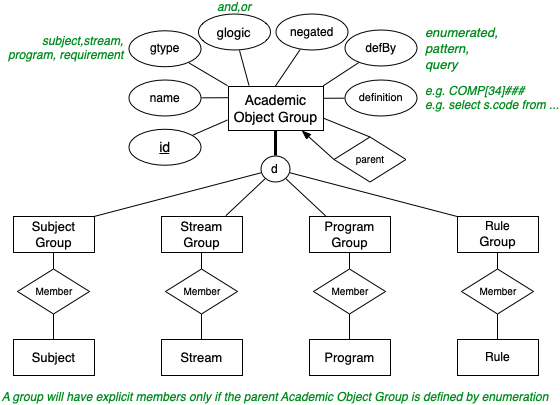 and,or
subject,stream,
program, requirement
gtype
glogic
negated
defBy
enumerated,
pattern,
query
name
Academic
Object Group
definition
e.g. COMP[34]###
e.g. select s.code from ...
id
parent
d
Subject
Group
Stream
Group
Program
Group
Rule
Group
Member
Member
Member
Member
Subject
Stream
Program
Rule
A group will have explicit members only if the parent Academic Object Group is defined by enumeration